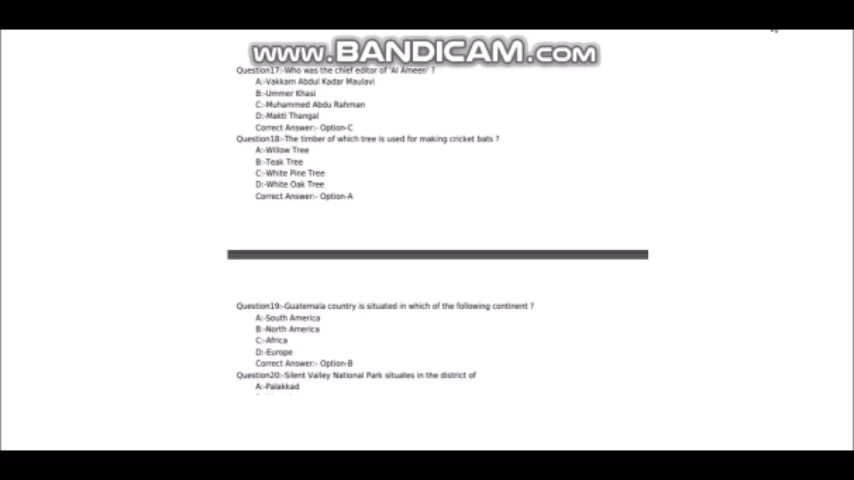 www.BANDICAM.com
Question17:-Who was the chief editor of 'Al Ameen' ?
A:-Vakkam Abdul Kadar Maulavi
B:-Ummer Khasi
C:-Muhammed Abdu Rahman
D:-Makti Thangal
Correct Answer:- Option-C
Question18:-The timber of which tree is used for making cricket bats ?
A:-Willow Tree
B:-Teak Tree
C:-White Pine Tree
D:-White Oak Tree
Correct Answer:- Option-A
Question19:-Guatemala country is situated in which of the following continent ?
A:-South America
B:-North America
C:-Africa
D:-Europe
Correct Answer:- Option-B
Question20:-Silent Valley National Park situates in the district of
A:-Palakkad